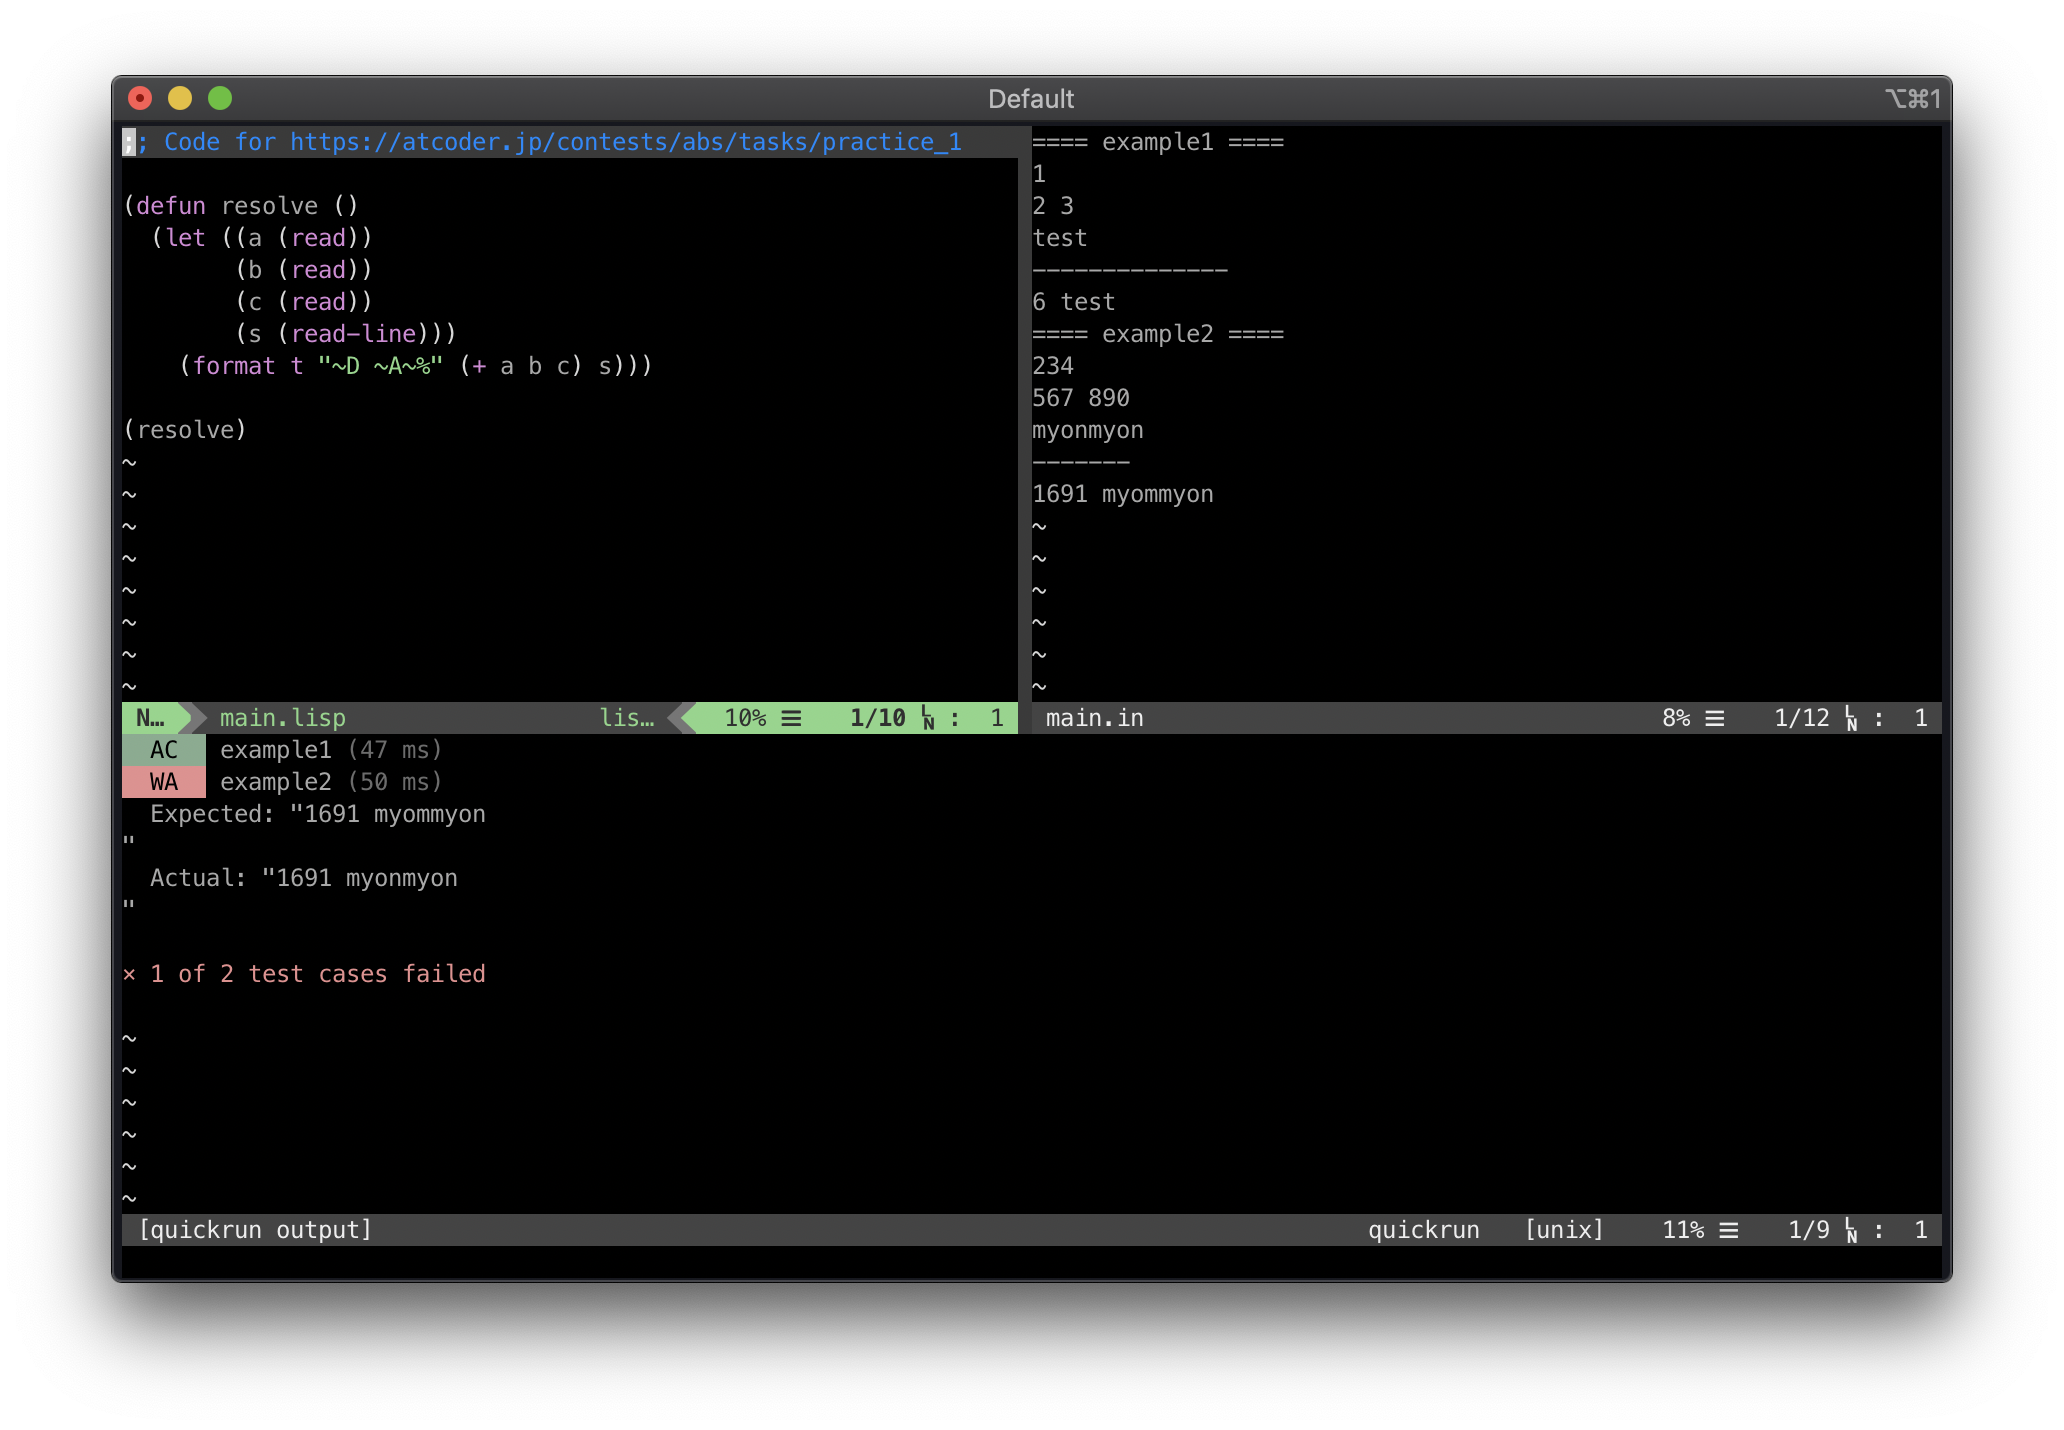 Default ⌥⌘1
;; Code for https://atcoder.jp/contests/abs/tasks/practice_1
(defun resolve ()
  (let ((a (read))
        (b (read))
        (c (read))
        (s (read-line)))
    (format t "~D ~A~%" (+ a b c) s)))
(resolve)
~
~
~
~
~
~
~
~
N… main.lisp lis… 10% ☰ 1/10 ␤ : 1
==== example1 ====
1
2 3
test
--------------
6 test
==== example2 ====
234
567 890
myonmyon
-------
1691 myommyon
~
~
~
~
~
~
main.in 8% ☰ 1/12 ␤ : 1
AC example1 (47 ms)
WA example2 (50 ms)
  Expected: "1691 myommyon
"
  Actual: "1691 myonmyon
"
× 1 of 2 test cases failed
~
~
~
~
~
~
[quickrun output] quickrun [unix] 11% ☰ 1/9 ␤ : 1